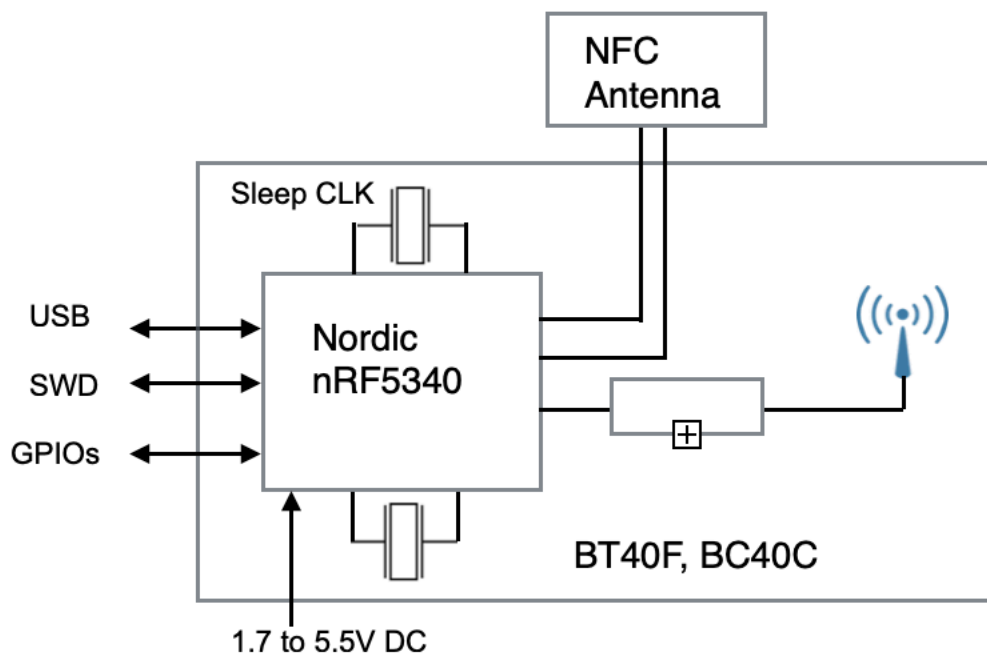 NFC
Antenna
Sleep CLK
USB
Nordic
nRF5340
SWD
GPIOs
BT40F, BC40C
1.7 to 5.5V DC